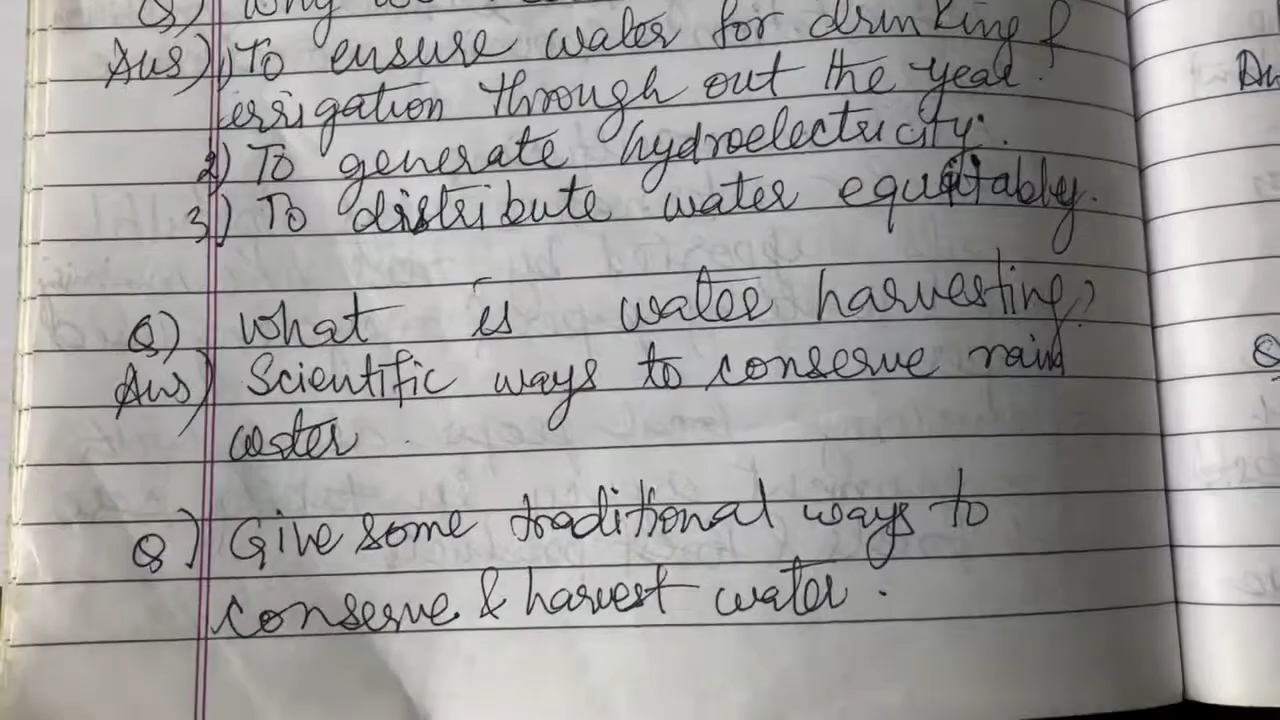 Q) Why
Ans) 1) To ensure water for drinking &
irrigation through out the year.
2) To generate hydroelectricity.
3) To distribute water equitably.
Q) What is water harvesting?
Ans) Scientific ways to conserve rain
water.
Q) Give some traditional ways to
conserve & harvest water.